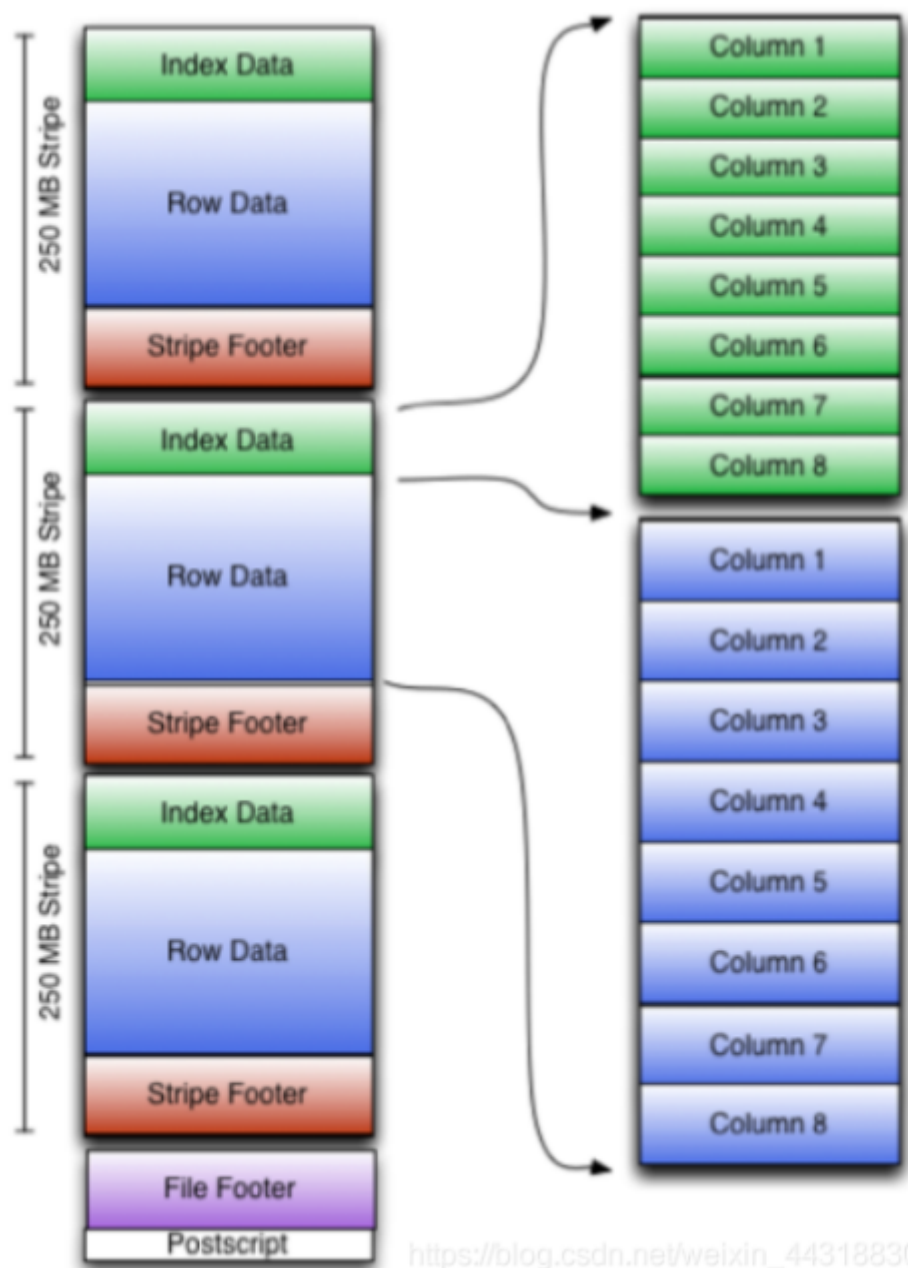 250 MB Stripe
Index Data
Row Data
Stripe Footer
250 MB Stripe
Index Data
Row Data
Stripe Footer
250 MB Stripe
Index Data
Row Data
Stripe Footer
File Footer
Postscript
Column 1
Column 2
Column 3
Column 4
Column 5
Column 6
Column 7
Column 8
Column 1
Column 2
Column 3
Column 4
Column 5
Column 6
Column 7
Column 8
https://blog.csdn.net/weixin_44318830